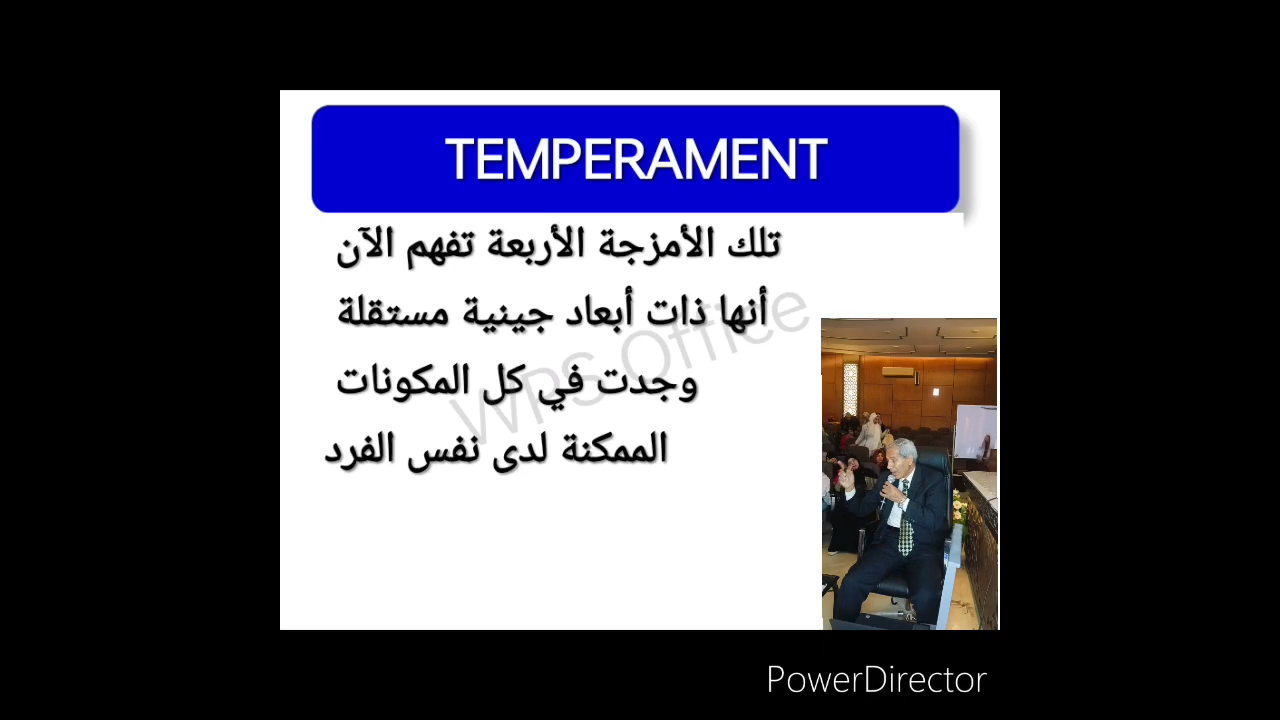 TEMPERAMENT
تلك الأمزجة الأربعة تفهم الآن
أنها ذات أبعاد جينية مستقلة
وجدت في كل المكونات
الممكنة لدى نفس الفرد
WPS Office
PowerDirector